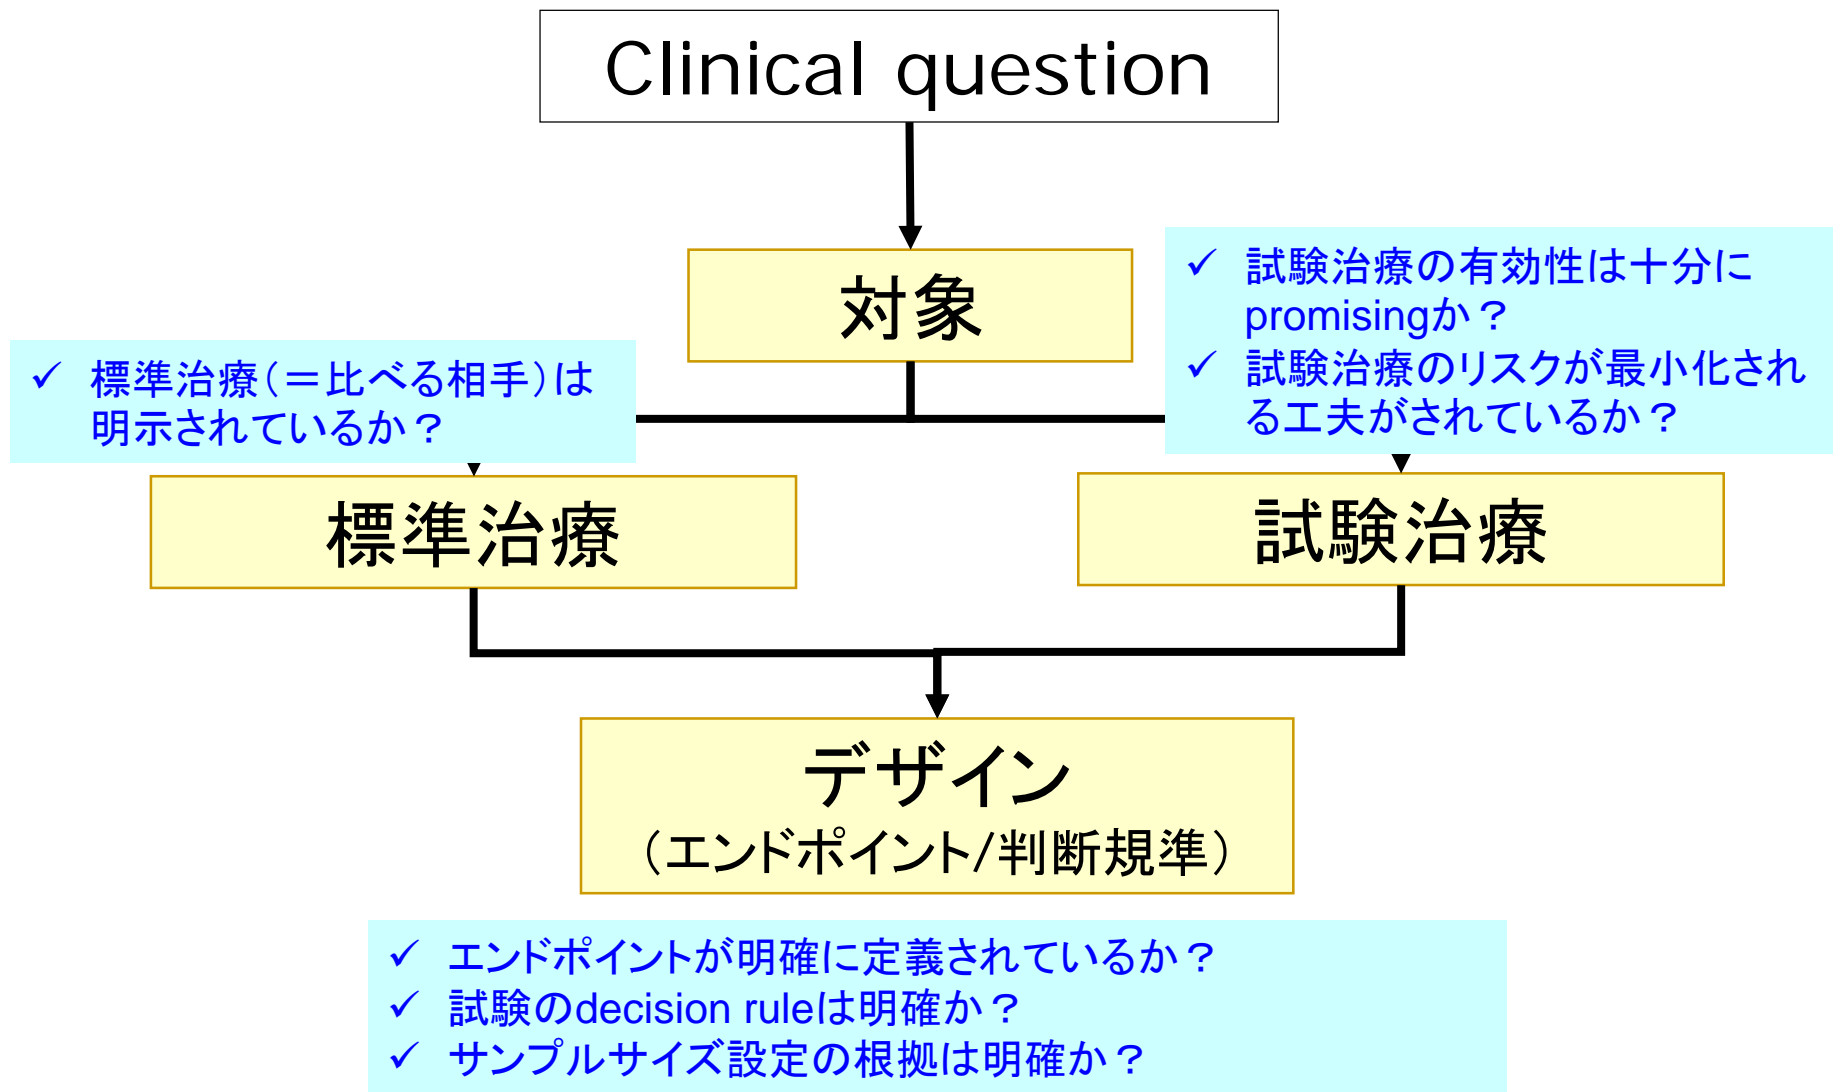 Clinical question
対象
✓ 試験治療の有効性は十分に
promisingか？
✓ 試験治療のリスクが最小化され
る工夫がされているか？
✓ 標準治療（＝比べる相手）は
明示されているか？
標準治療
試験治療
デザイン
（エンドポイント/判断規準）
✓ エンドポイントが明確に定義されているか？
✓ 試験のdecision ruleは明確か？
✓ サンプルサイズ設定の根拠は明確か？